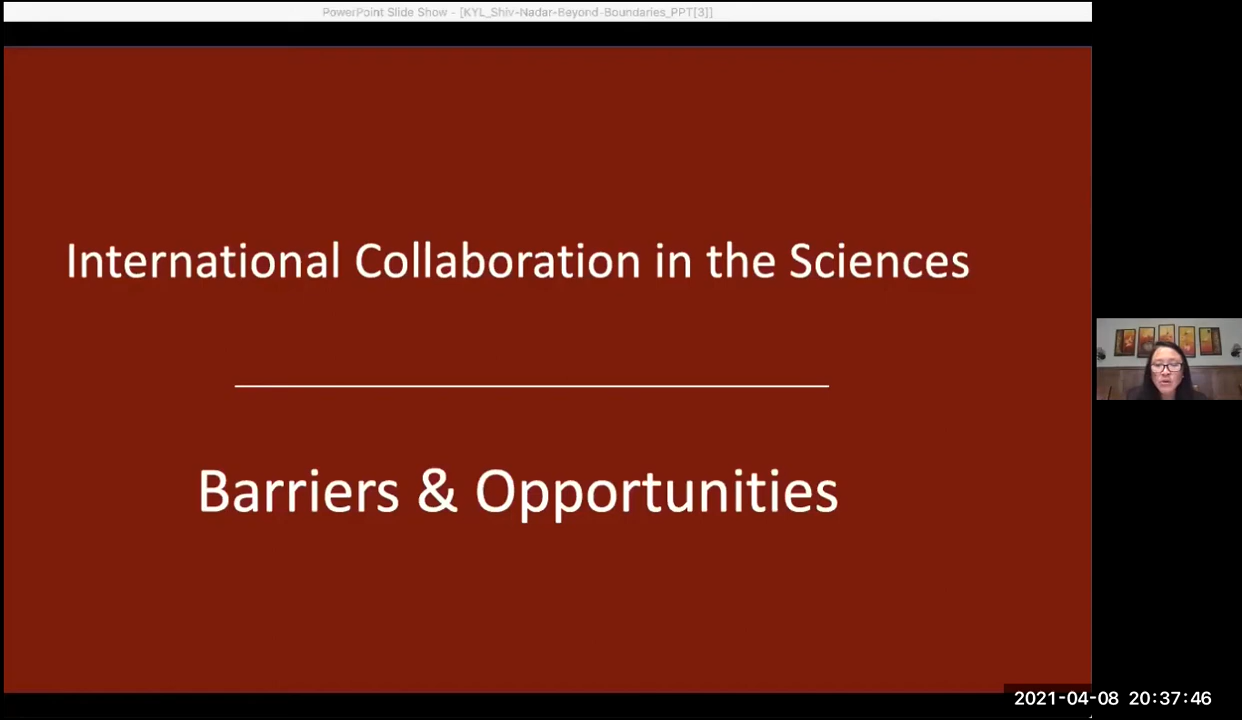 PowerPoint Slide Show - [KYL_Shiv-Nadar-Beyond-Boundaries_PPT[3]]
International Collaboration in the Sciences
Barriers & Opportunities
2021-04-08 20:37:46